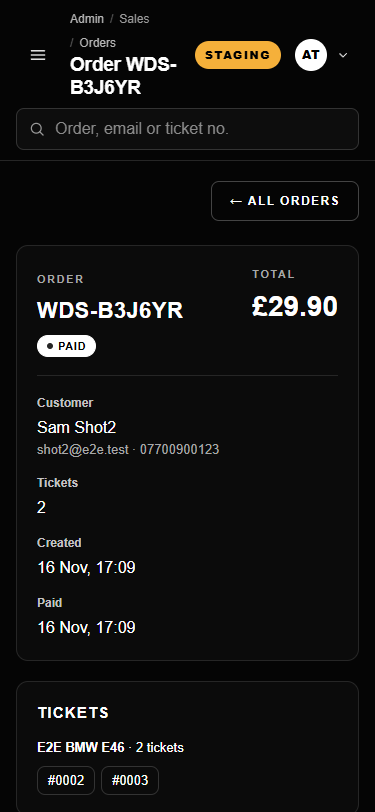 Admin / Sales
/ Orders
Order WDS-
B3J6YR
STAGING
AT
Order, email or ticket no.
← ALL ORDERS
ORDER
WDS-B3J6YR
PAID
TOTAL
£29.90
Customer
Sam Shot2
shot2@e2e.test · 07700900123
Tickets
2
Created
16 Nov, 17:09
Paid
16 Nov, 17:09
TICKETS
E2E BMW E46 · 2 tickets
#0002 #0003